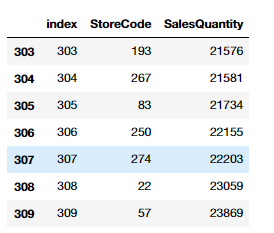 index StoreCode SalesQuantity
303 303 193 21576
304 304 267 21581
305 305 83 21734
306 306 250 22155
307 307 274 22203
308 308 22 23059
309 309 57 23869